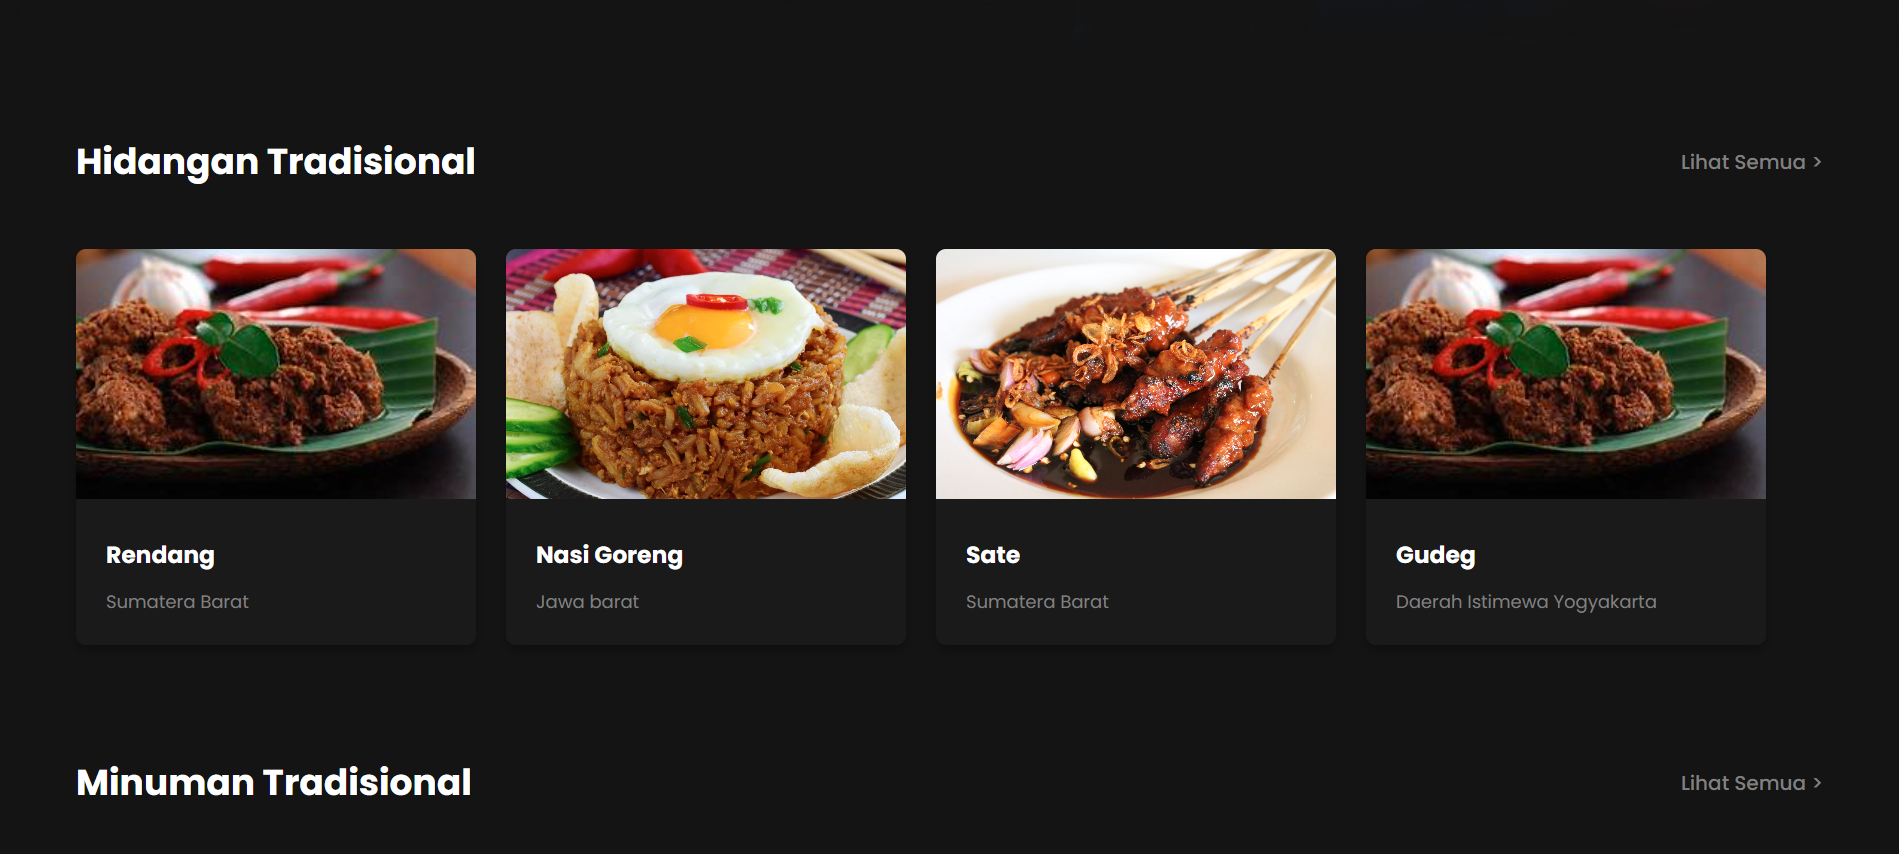 Hidangan Tradisional
Lihat Semua >
Rendang
Sumatera Barat
Nasi Goreng
Jawa barat
Sate
Sumatera Barat
Gudeg
Daerah Istimewa Yogyakarta
Minuman Tradisional
Lihat Semua >